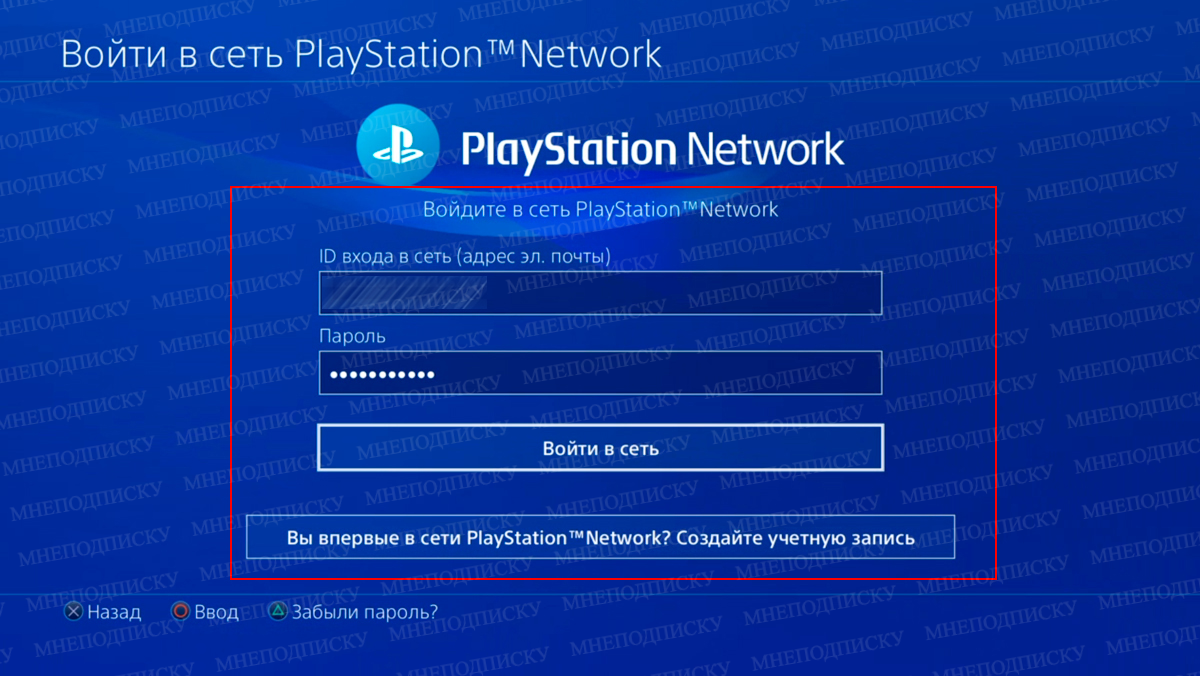 Войти в сеть PlayStation™Network
PlayStation Network
Войдите в сеть PlayStation™Network
ID входа в сеть (адрес эл. почты)
Пароль
•••••••••••
Войти в сеть
Вы впервые в сети PlayStation™Network? Создайте учетную запись
Назад Ввод Забыли пароль?
МНЕПОДПИСКУ